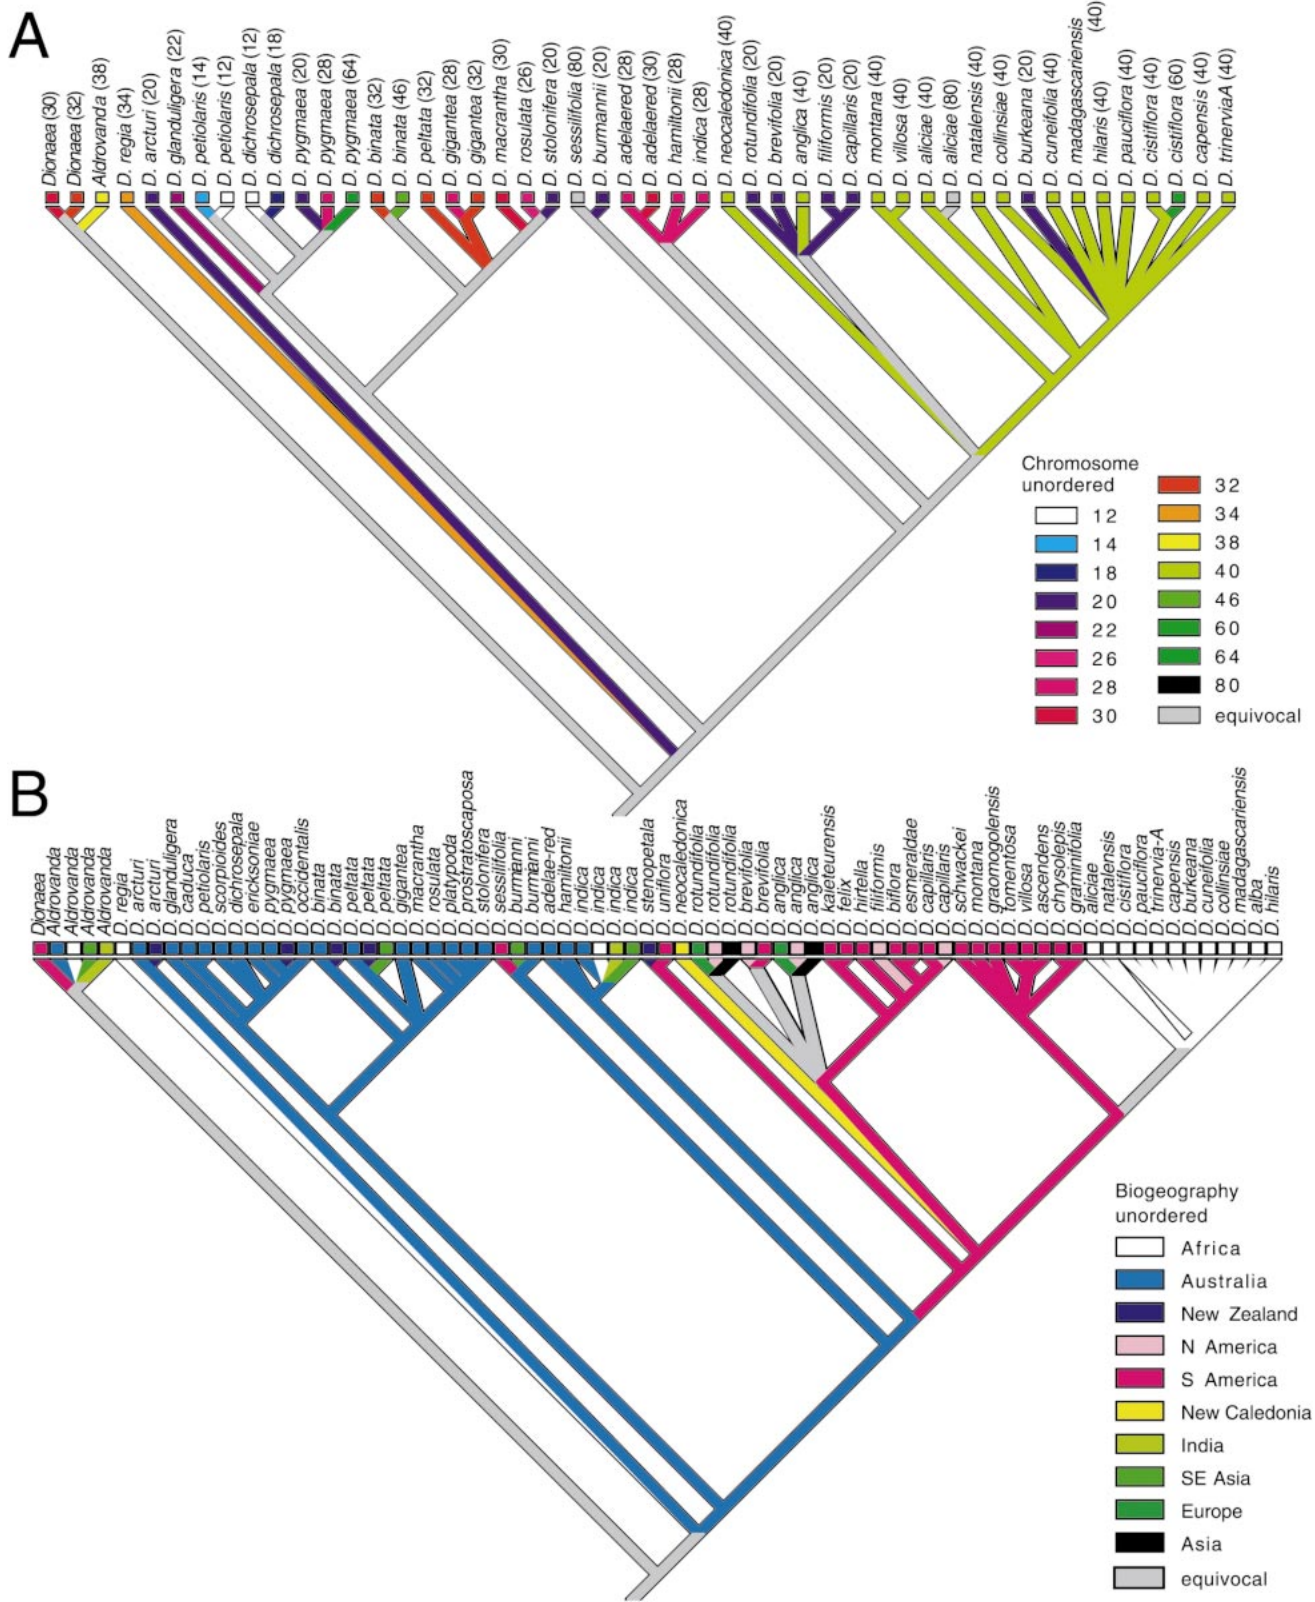 A
Dionaea (30)
Dionaea (32)
Aldrovanda (38)
D. regia (34)
D. arcturi (20)
D. glanduligera (22)
D. petiolaris (14)
D. petiolaris (12)
D. dichrosepala (12)
D. dichrosepala (18)
D. pygmaea (20)
D. pygmaea (28)
D. pygmaea (64)
D. binata (32)
D. binata (46)
D. peltata (32)
D. gigantea (28)
D. gigantea (32)
D. macrantha (30)
D. rosulata (26)
D. stolonifera (20)
D. sessilifolia (80)
D. burmannii (20)
D. adelaered (28)
D. adelaered (30)
D. hamiltonii (28)
D. indica (28)
D. neocaledonica (40)
D. rotundifolia (20)
D. brevifolia (20)
D. anglica (40)
D. filiformis (20)
D. capillaris (20)
D. montana (40)
D. villosa (40)
D. aliciae (40)
D. aliciae (80)
D. natalensis (40)
D. collinsiae (40)
D. burkeana (20)
D. cuneifolia (40)
D. madagascariensis (40)
D. hilaris (40)
D. pauciflora (40)
D. cistiflora (40)
D. cistiflora (60)
D. capensis (40)
D. trinerviaA (40)
Chromosome
unordered
12
14
18
20
22
26
28
30
32
34
38
40
46
60
64
80
equivocal
B
Dionaea
Aldrovanda
Aldrovanda
Aldrovanda
Aldrovanda
D. regia
D. arcturi
D. arcturi
D. glanduligera
D. caduca
D. petiolaris
D. scorpioides
D. dichrosepala
D. ericksoniae
D. pygmaea
D. pygmaea
D. occidentalis
D. binata
D. binata
D. peltata
D. peltata
D. peltata
D. gigantea
D. macrantha
D. rosulata
D. platypoda
D. prostratoscaposa
D. stolonifera
D. sessilifolia
D. burmanni
D. burmanni
D. adelae-red
D. hamiltonii
D. indica
D. indica
D. indica
D. indica
D. stenopetala
D. uniflora
D. neocaledonica
D. rotundifolia
D. rotundifolia
D. rotundifolia
D. brevifolia
D. brevifolia
D. anglica
D. anglica
D. anglica
D. kaieteurensis
D. felix
D. hirtella
D. filiformis
D. biflora
D. esmeraldae
D. capillaris
D. capillaris
D. schwackei
D. montana
D. graomogolensis
D. tomentosa
D. villosa
D. ascendens
D. chrysolepis
D. graminifolia
D. aliciae
D. natalensis
D. cistiflora
D. pauciflora
D. trinervia-A
D. capensis
D. burkeana
D. cuneifolia
D. collinsiae
D. madagascariensis
D. alba
D. hilaris
Biogeography
unordered
Africa
Australia
New Zealand
N America
S America
New Caledonia
India
SE Asia
Europe
Asia
equivocal